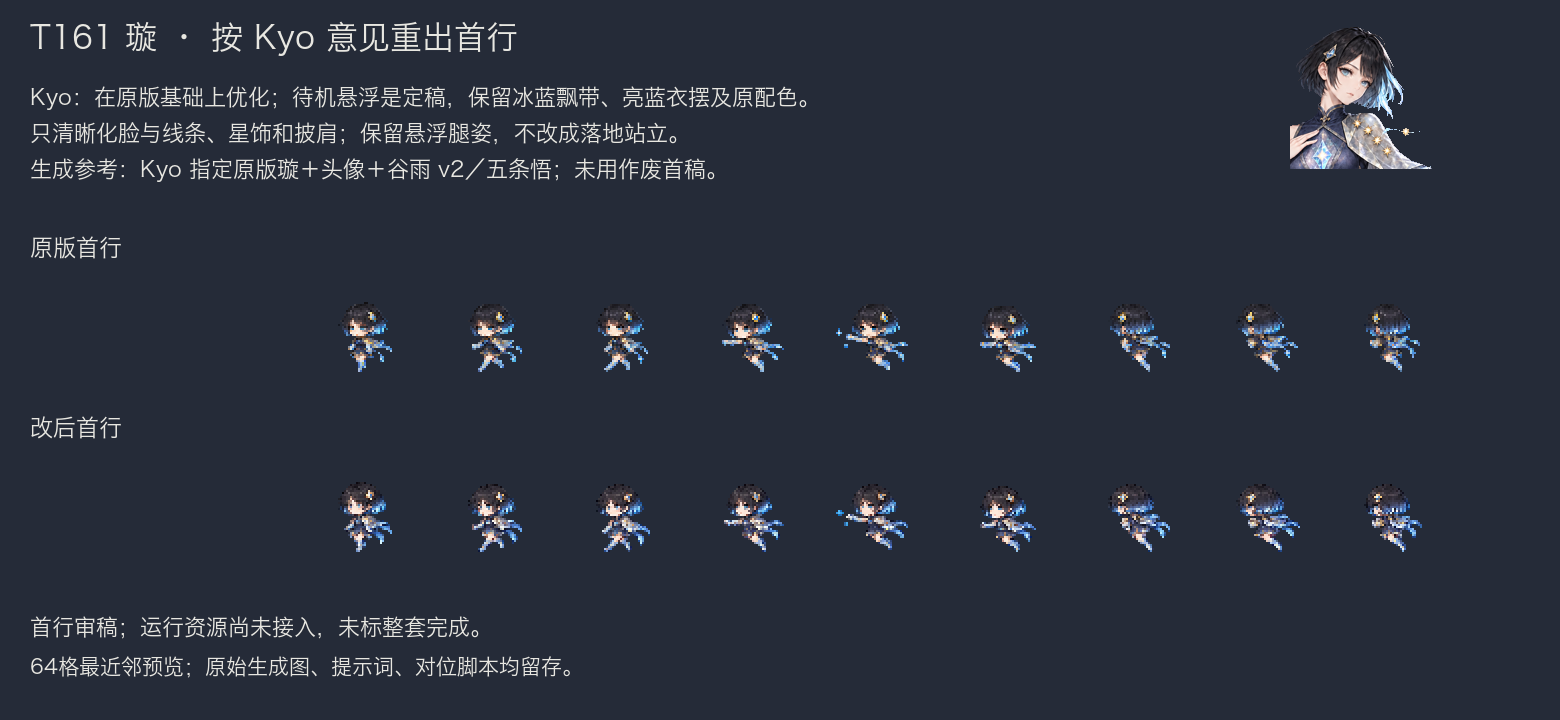 T161 璇 · 按 Kyo 意见重出首行
Kyo：在原版基础上优化；待机悬浮是定稿，保留冰蓝飘带、亮蓝衣摆及原配色。
只清晰化脸与线条、星饰和披肩；保留悬浮腿姿，不改成落地站立。
生成参考：Kyo 指定原版璇＋头像＋谷雨 v2／五条悟；未用作废首稿。
原版首行
改后首行
首行审稿；运行资源尚未接入，未标整套完成。
64格最近邻预览；原始生成图、提示词、对位脚本均留存。